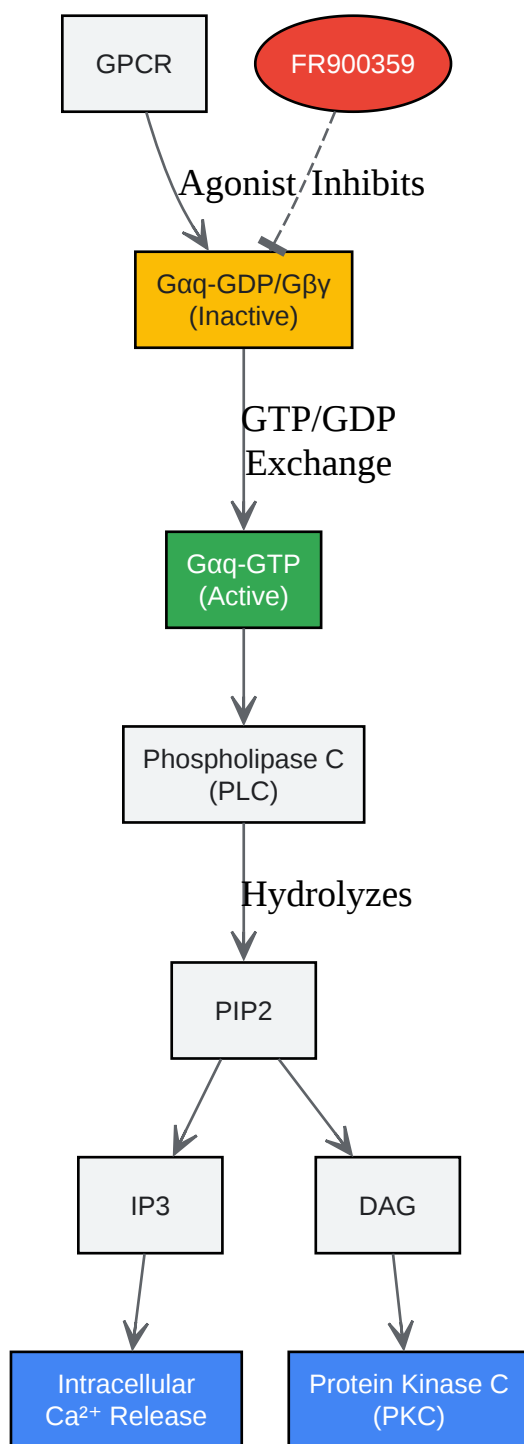 GPCR
FR900359
Agonist
Inhibits
Gαq-GDP/Gβγ
(Inactive)
GTP/GDP
Exchange
Gαq-GTP
(Active)
Phospholipase C
(PLC)
Hydrolyzes
PIP2
IP3
DAG
Intracellular
Ca²⁺ Release
Protein Kinase C
(PKC)